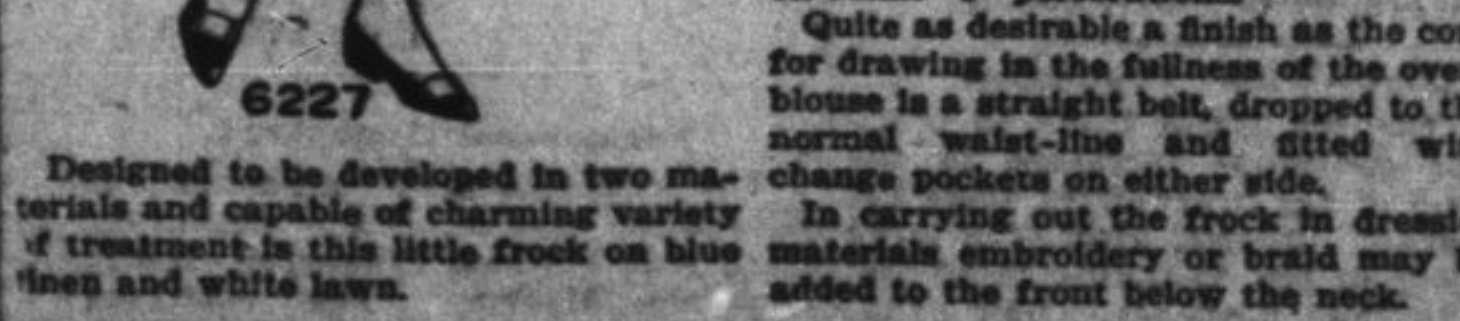 6227
Designed to be developed in two ma-
terials and capable of charming variety
of treatment is this little frock on blue
linen and white lawn.
Quite as desirable a finish as the
for drawing in the fullness of the
blouse is a straight belt, dropped to
normal waist-line and fitted
change pockets on either side.
In carrying out the frock in
materials embroidery or braid may
added to the front below the neck.